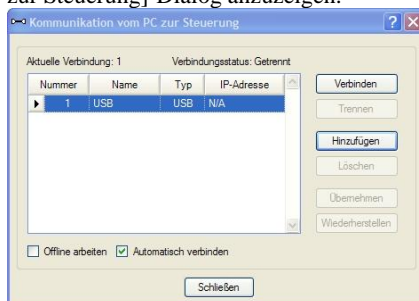 zur Steuerung]-Dialog anzuzeigen.
Kommunikation vom PC zur Steuerung
Aktuelle Verbindung: 1 Verbindungsstatus: Getrennt
Nummer Name Typ IP-Adresse
1 USB USB N/A
Verbinden
Trennen
Hinzufügen
Löschen
Übernehmen
Wiederherstellen
Offline arbeiten Automatisch verbinden
Schließen